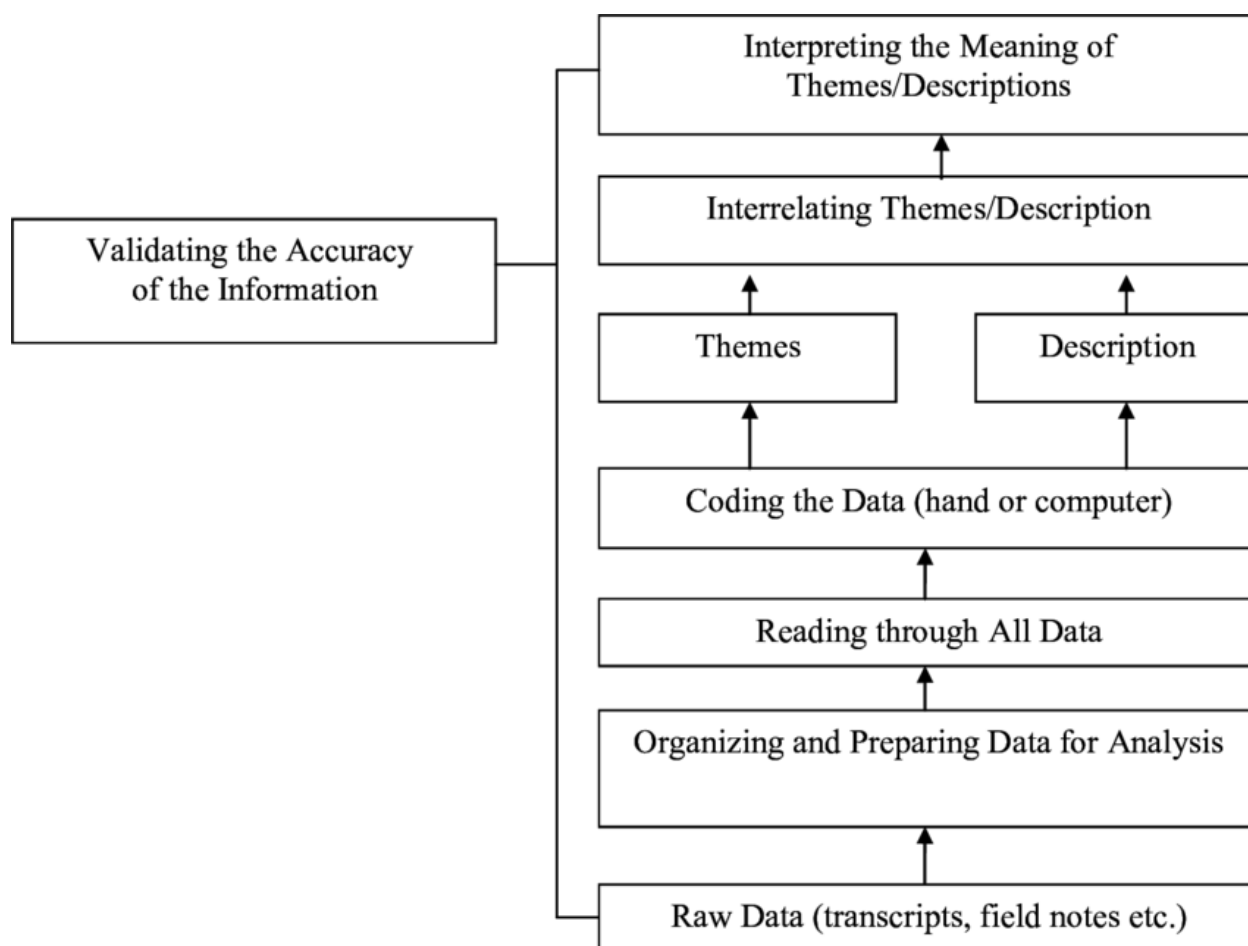 Interpreting the Meaning of
Themes/Descriptions
Interrelating Themes/Description
Validating the Accuracy
of the Information
Themes
Description
Coding the Data (hand or computer)
Reading through All Data
Organizing and Preparing Data for Analysis
Raw Data (transcripts, field notes etc.)